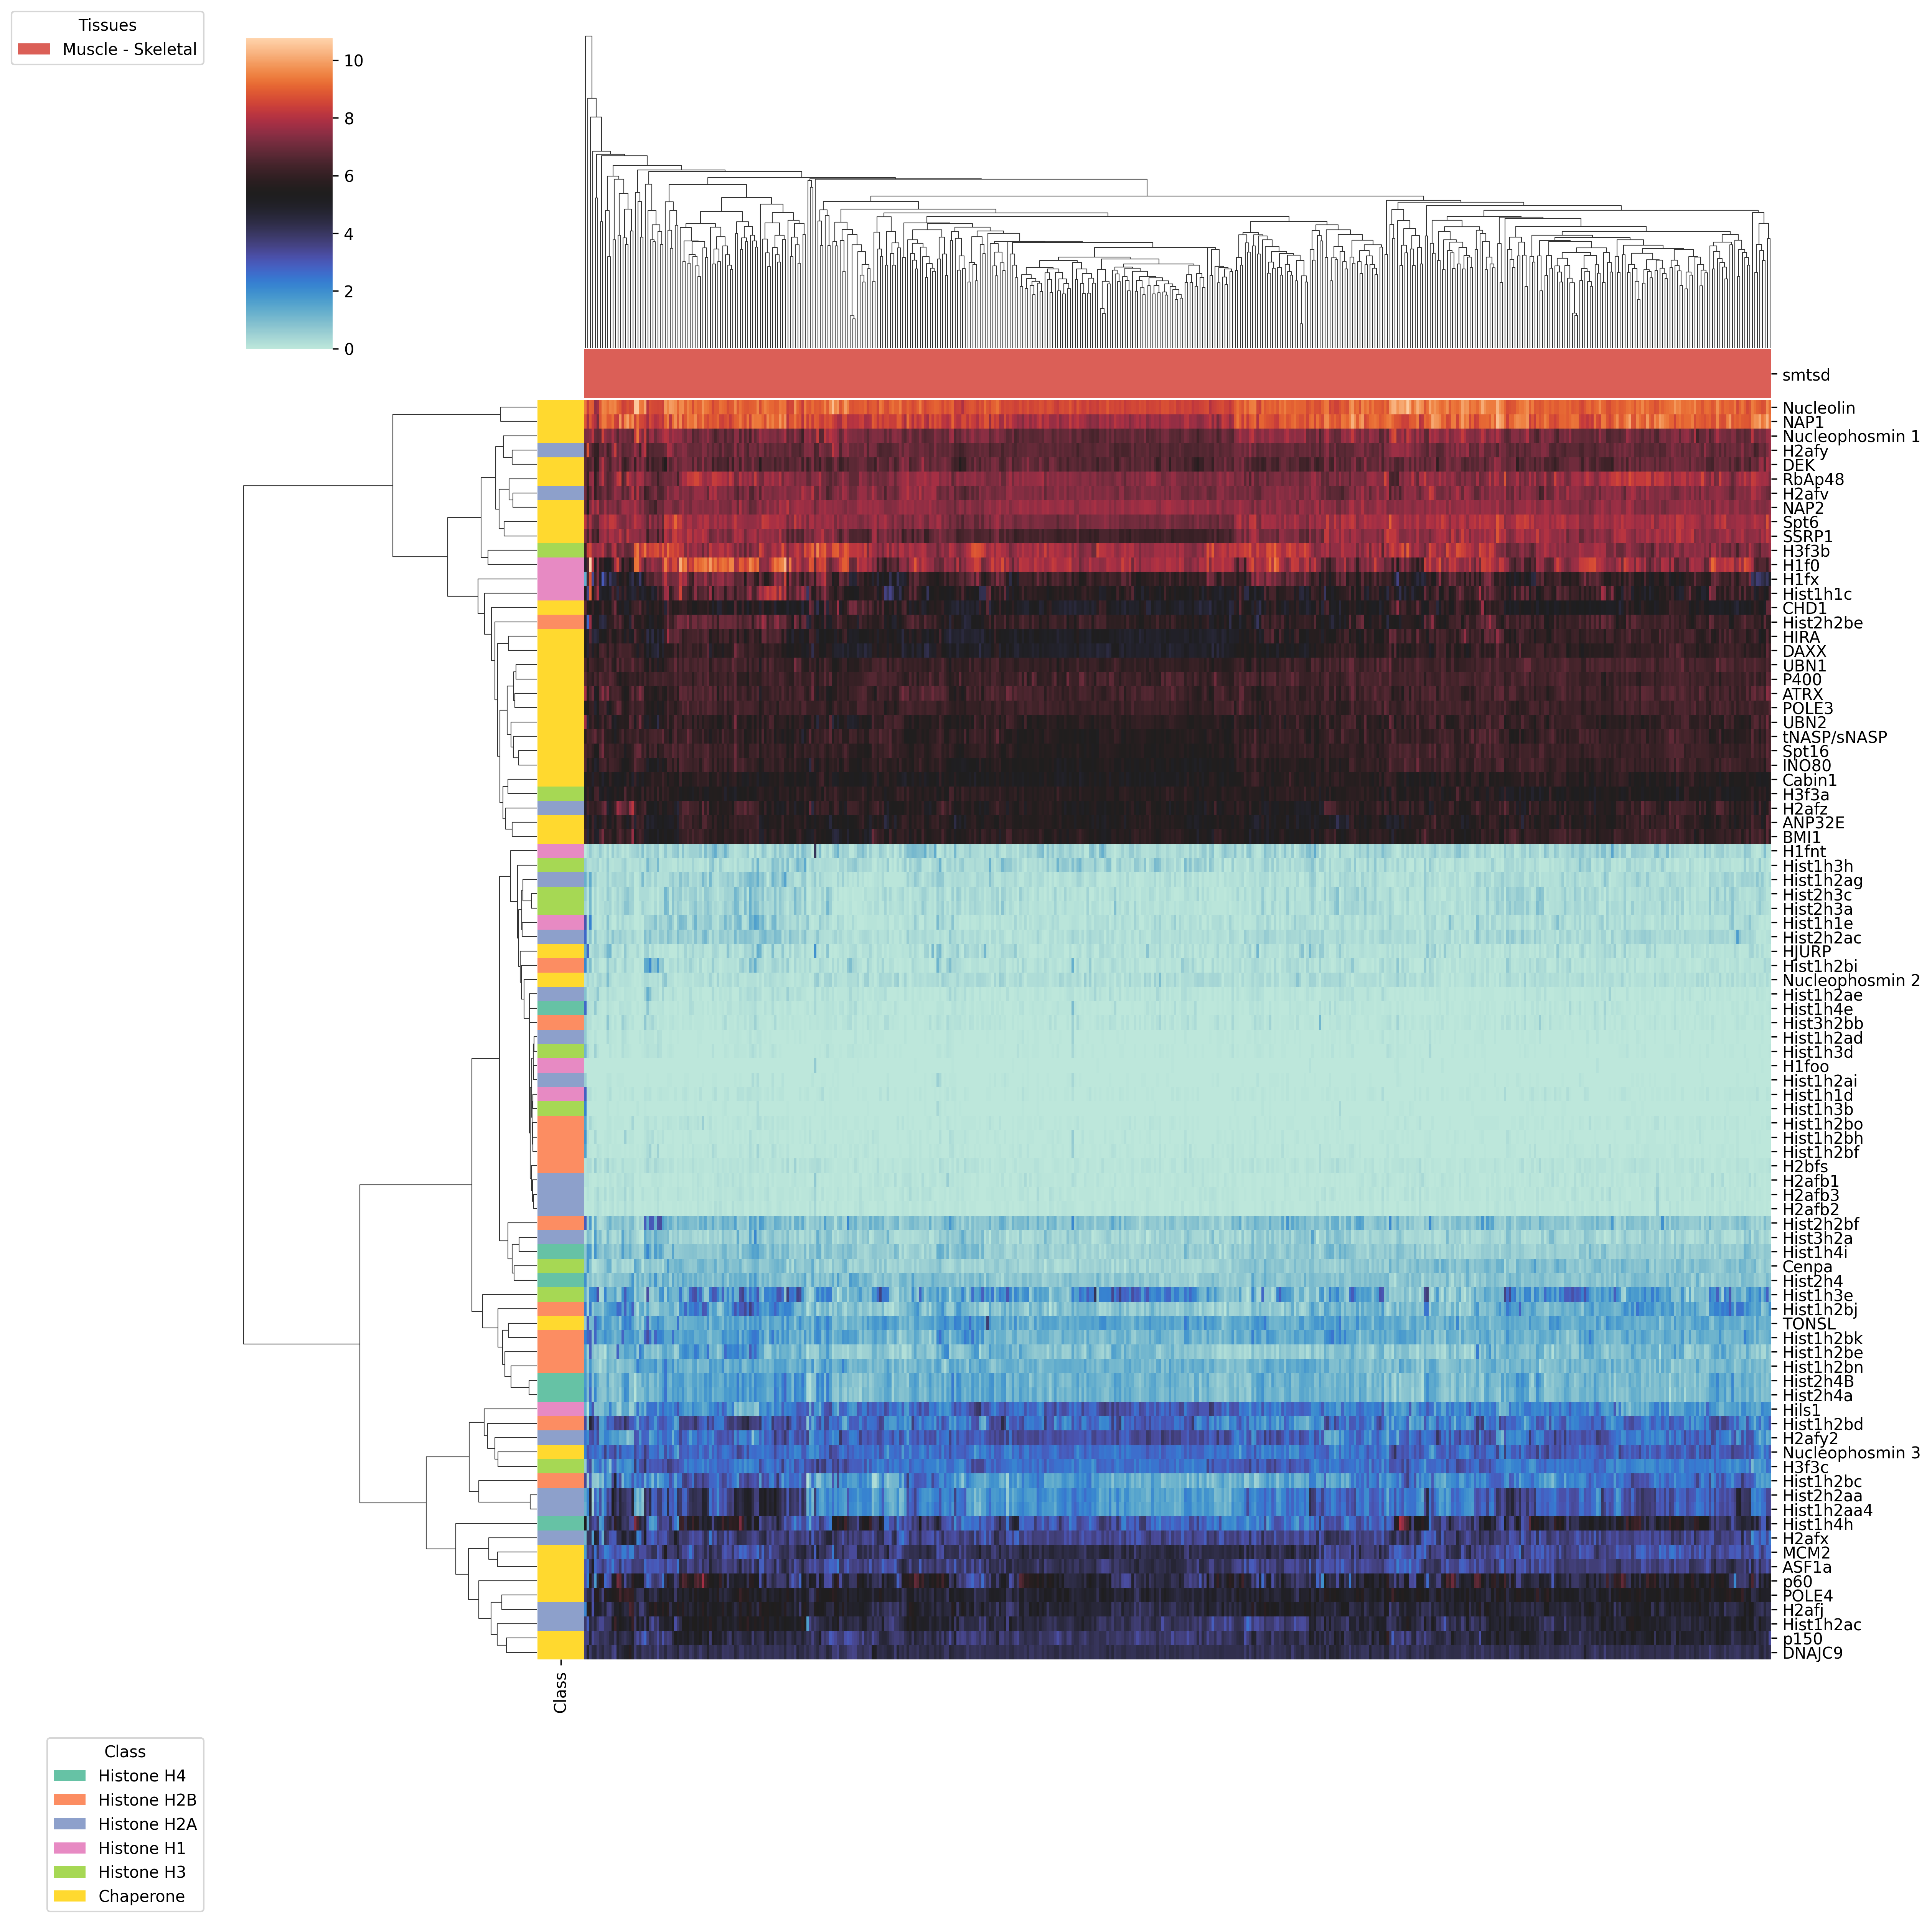 Tissues
Muscle - Skeletal
10
8
6
4
2
0
smtsd
Nucleolin
NAP1
Nucleophosmin 1
H2afy
DEK
RbAp48
H2afv
NAP2
Spt6
SSRP1
H3f3b
H1f0
H1fx
Hist1h1c
CHD1
Hist2h2be
HIRA
DAXX
UBN1
P400
ATRX
POLE3
UBN2
tNASP/sNASP
Spt16
INO80
Cabin1
H3f3a
H2afz
ANP32E
BMI1
H1fnt
Hist1h3h
Hist1h2ag
Hist2h3c
Hist2h3a
Hist1h1e
Hist2h2ac
HJURP
Hist1h2bi
Nucleophosmin 2
Hist1h2ae
Hist1h4e
Hist3h2bb
Hist1h2ad
Hist1h3d
H1foo
Hist1h2ai
Hist1h1d
Hist1h3b
Hist1h2bo
Hist1h2bh
Hist1h2bf
H2bfs
H2afb1
H2afb3
H2afb2
Hist2h2bf
Hist3h2a
Hist1h4i
Cenpa
Hist2h4
Hist1h3e
Hist1h2bj
TONSL
Hist1h2bk
Hist1h2be
Hist1h2bn
Hist2h4B
Hist2h4a
Hils1
Hist1h2bd
H2afy2
Nucleophosmin 3
H3f3c
Hist1h2bc
Hist2h2aa
Hist1h2aa4
Hist1h4h
H2afx
MCM2
ASF1a
p60
POLE4
H2afj
Hist1h2ac
p150
DNAJC9
Class
Class
Histone H4
Histone H2B
Histone H2A
Histone H1
Histone H3
Chaperone